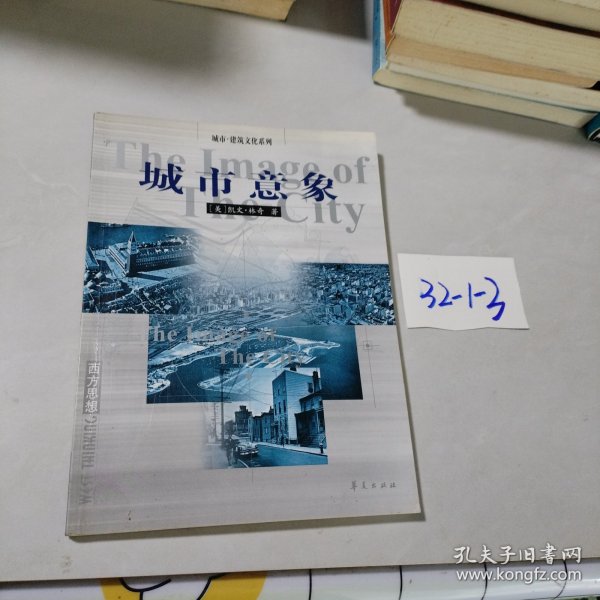 城市·建筑文化系列
The Image of
The City
城市意象
[美]凯文·林奇 著
The Image of
The City
西方思想
WESTERN THINKING
华夏出版社
32-1-3
孔夫子旧书网
www.kongfz.com